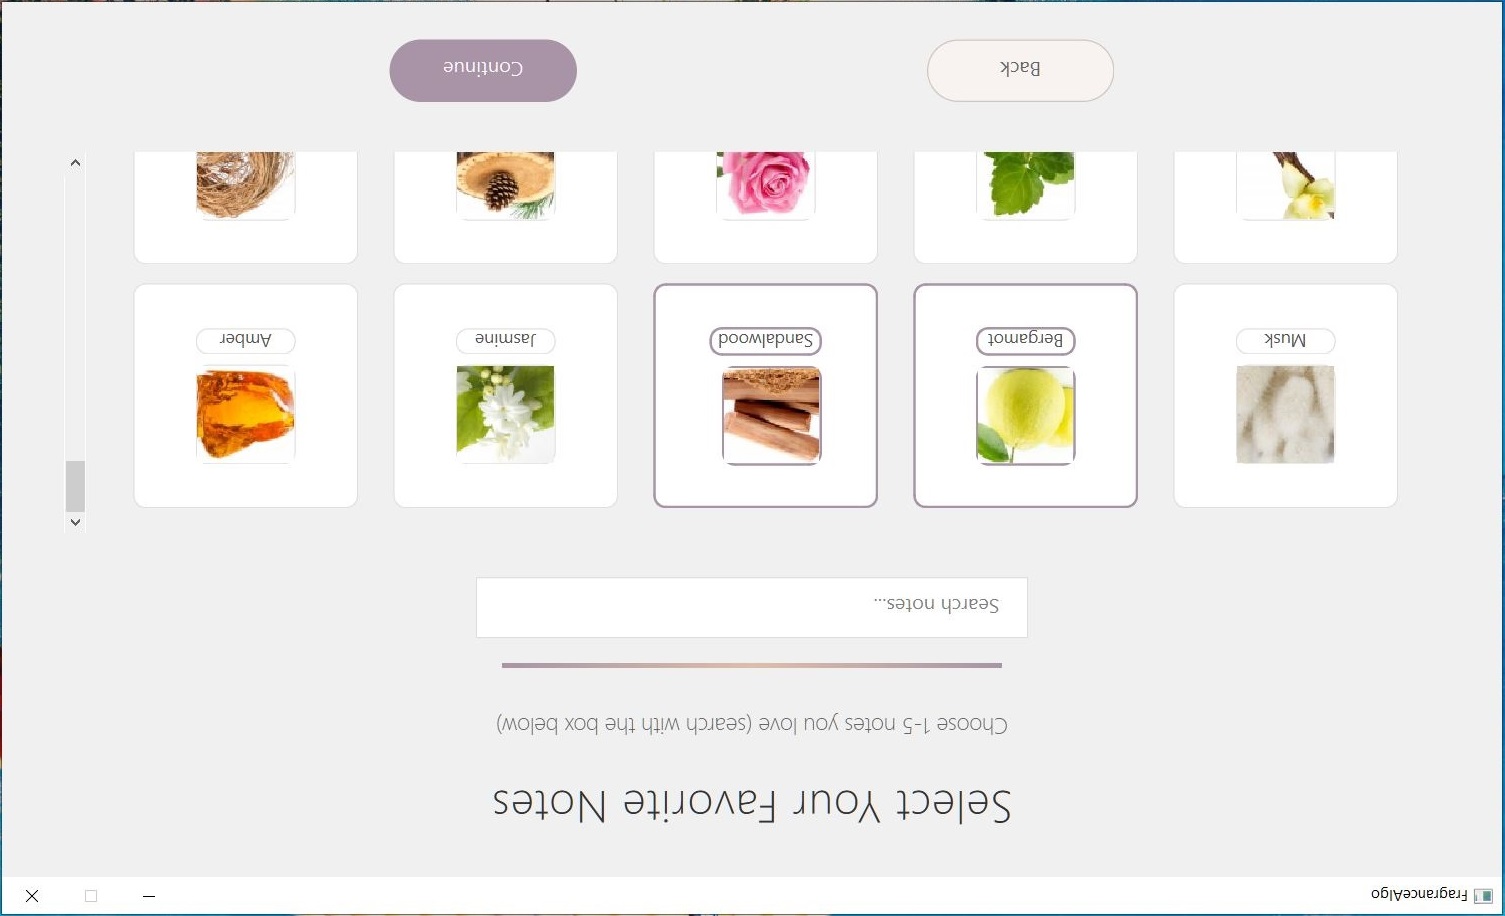 FragranceAlgo
Select Your Favorite Notes
Choose 1-5 notes you love (search with the box below)
Search notes...
Musk
Bergamot
Sandalwood
Jasmine
Amber
Back
Continue